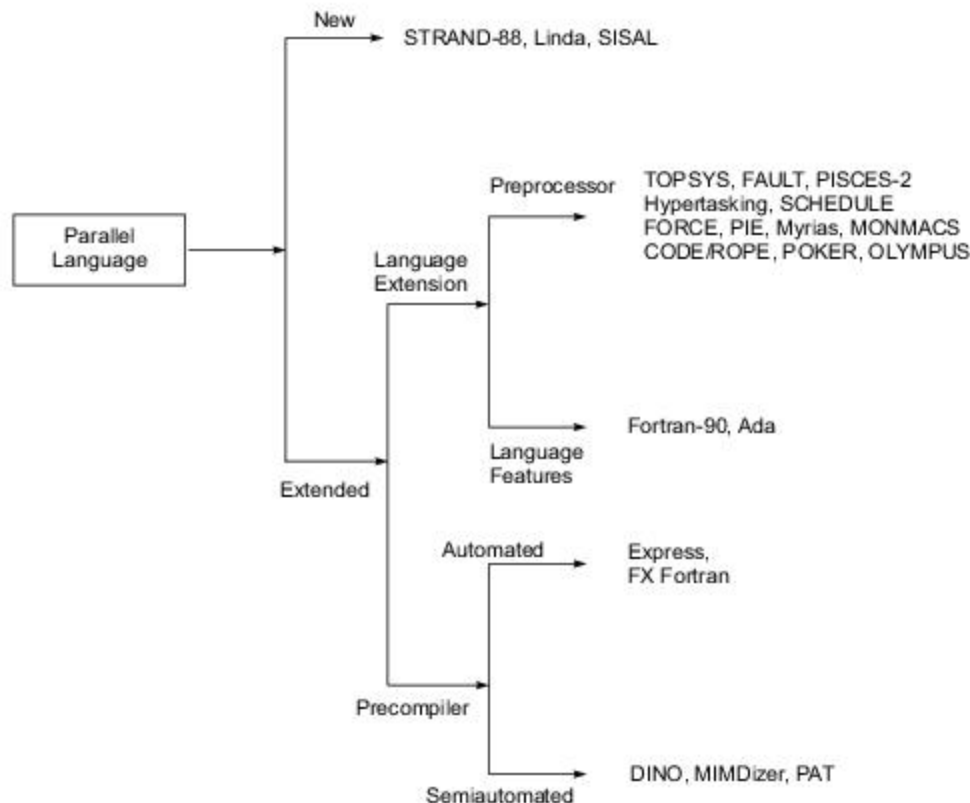 New
STRAND-88, Linda, SISAL
Preprocessor
TOPSYS, FAULT, PISCES-2
Hypertasking, SCHEDULE
FORCE, PIE, Myrias, MONMACS
CODE/ROPE, POKER, OLYMPUS
Parallel
Language
Language
Extension
Fortran-90, Ada
Language
Features
Extended
Automated
Express,
FX Fortran
Precompiler
DINO, MIMDizer, PAT
Semiautomated